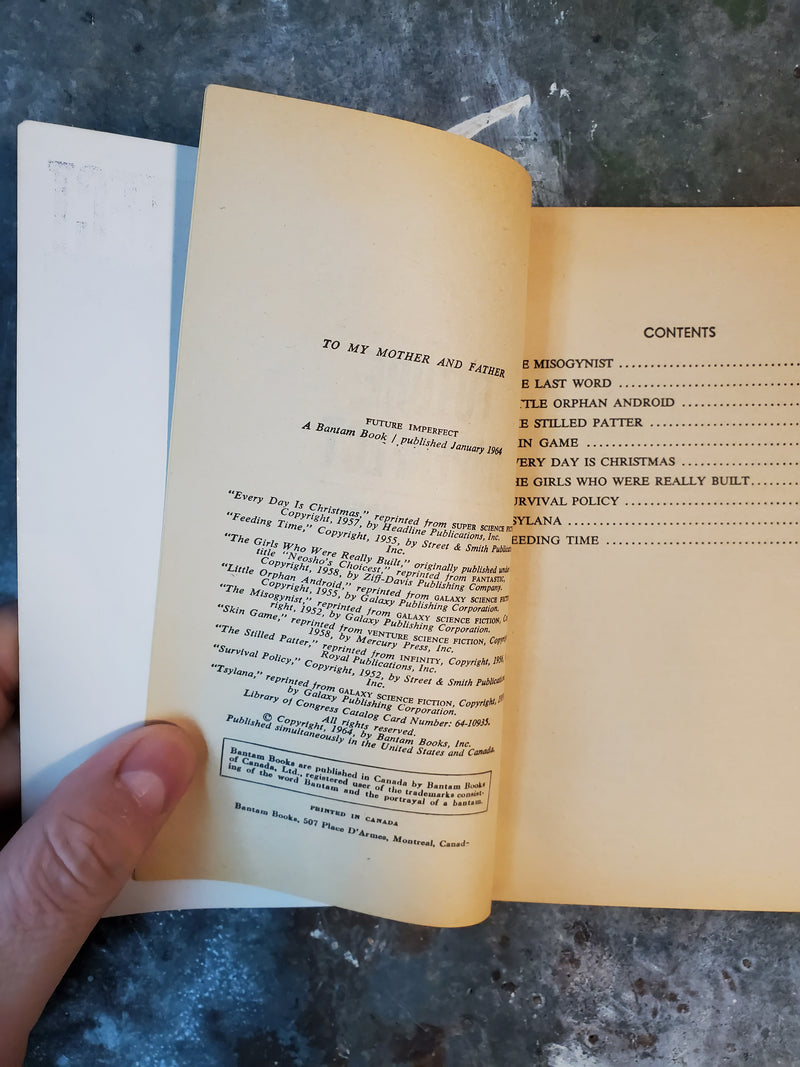 TO MY MOTHER AND FATHER
FUTURE IMPERFECT
A Bantam Book / published January 1964
"Every Day Is Christmas," reprinted from SUPER SCIENCE
Copyright, 1957, by Headline Publications, Inc.
"Feeding Time," Copyright, 1955, by Street & Smith
Inc.
"The Girls Who Were Really Built," originally published
title "Neosho's Choicest," reprinted from FANTASTIC,
Copyright, 1958, by Ziff-Davis Publishing Company.
"Little Orphan Android," reprinted from GALAXY SCIENCE
Copyright, 1955, by Galaxy Publishing Corporation.
"The Misogynist," reprinted from GALAXY SCIENCE FICTION,
right, 1952, by Galaxy Publishing Corporation.
"Skin Game," reprinted from VENTURE SCIENCE FICTION,
1958, by Mercury Press, Inc.
"The Stilled Patter," reprinted from INFINITY, Copyright,
Royal Publications, Inc.
"Survival Policy," Copyright, 1952, by Street & Smith
Inc.
"Tsylana," reprinted from GALAXY SCIENCE FICTION, Copyright,
by Galaxy Publishing Corporation.
Library of Congress Catalog Card Number: 64-10935.
All rights reserved.
© Copyright, 1964, by Bantam Books, Inc.
Published simultaneously in the United States and Canada.
Bantam Books are published in Canada by Bantam Books
of Canada, Ltd., registered user of the trademarks consist-
ing of the word Bantam and the portrayal of a bantam.
PRINTED IN CANADA
Bantam Books, 507 Place D'Armes, Montreal,
CONTENTS
E MISOGYNIST
E LAST WORD
TLE ORPHAN ANDROID
E STILLED PATTER
IN GAME
ERY DAY IS CHRISTMAS
HE GIRLS WHO WERE REALLY BUILT
URVIVAL POLICY
SYLANA
EEDING TIME